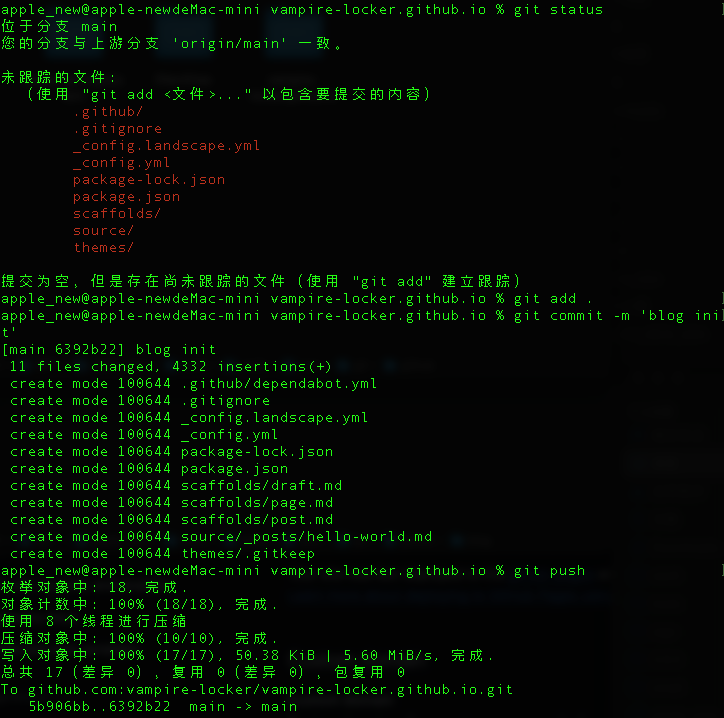 apple_new@apple-newdeMac-mini vampire-locker.github.io % git status
位于分支 main
您的分支与上游分支 'origin/main' 一致。
未跟踪的文件:
（使用 "git add <文件>..." 以包含要提交的内容）
.github/
.gitignore
_config.landscape.yml
_config.yml
package-lock.json
package.json
scaffolds/
source/
themes/
提交为空，但是存在尚未跟踪的文件（使用 "git add" 建立跟踪）
apple_new@apple-newdeMac-mini vampire-locker.github.io % git add .
apple_new@apple-newdeMac-mini vampire-locker.github.io % git commit -m 'blog ini
t'
[main 6392b22] blog init
11 files changed, 4332 insertions(+)
create mode 100644 .github/dependabot.yml
create mode 100644 .gitignore
create mode 100644 _config.landscape.yml
create mode 100644 _config.yml
create mode 100644 package-lock.json
create mode 100644 package.json
create mode 100644 scaffolds/draft.md
create mode 100644 scaffolds/page.md
create mode 100644 scaffolds/post.md
create mode 100644 source/_posts/hello-world.md
create mode 100644 themes/.gitkeep
apple_new@apple-newdeMac-mini vampire-locker.github.io % git push
枚举对象中: 18, 完成.
对象计数中: 100% (18/18), 完成.
使用 8 个线程进行压缩
压缩对象中: 100% (10/10), 完成.
写入对象中: 100% (17/17), 50.38 KiB | 5.60 MiB/s, 完成.
总共 17（差异 0），复用 0（差异 0），包复用 0
To github.com:vampire-locker/vampire-locker.github.io.git
5b906bb..6392b22  main -> main